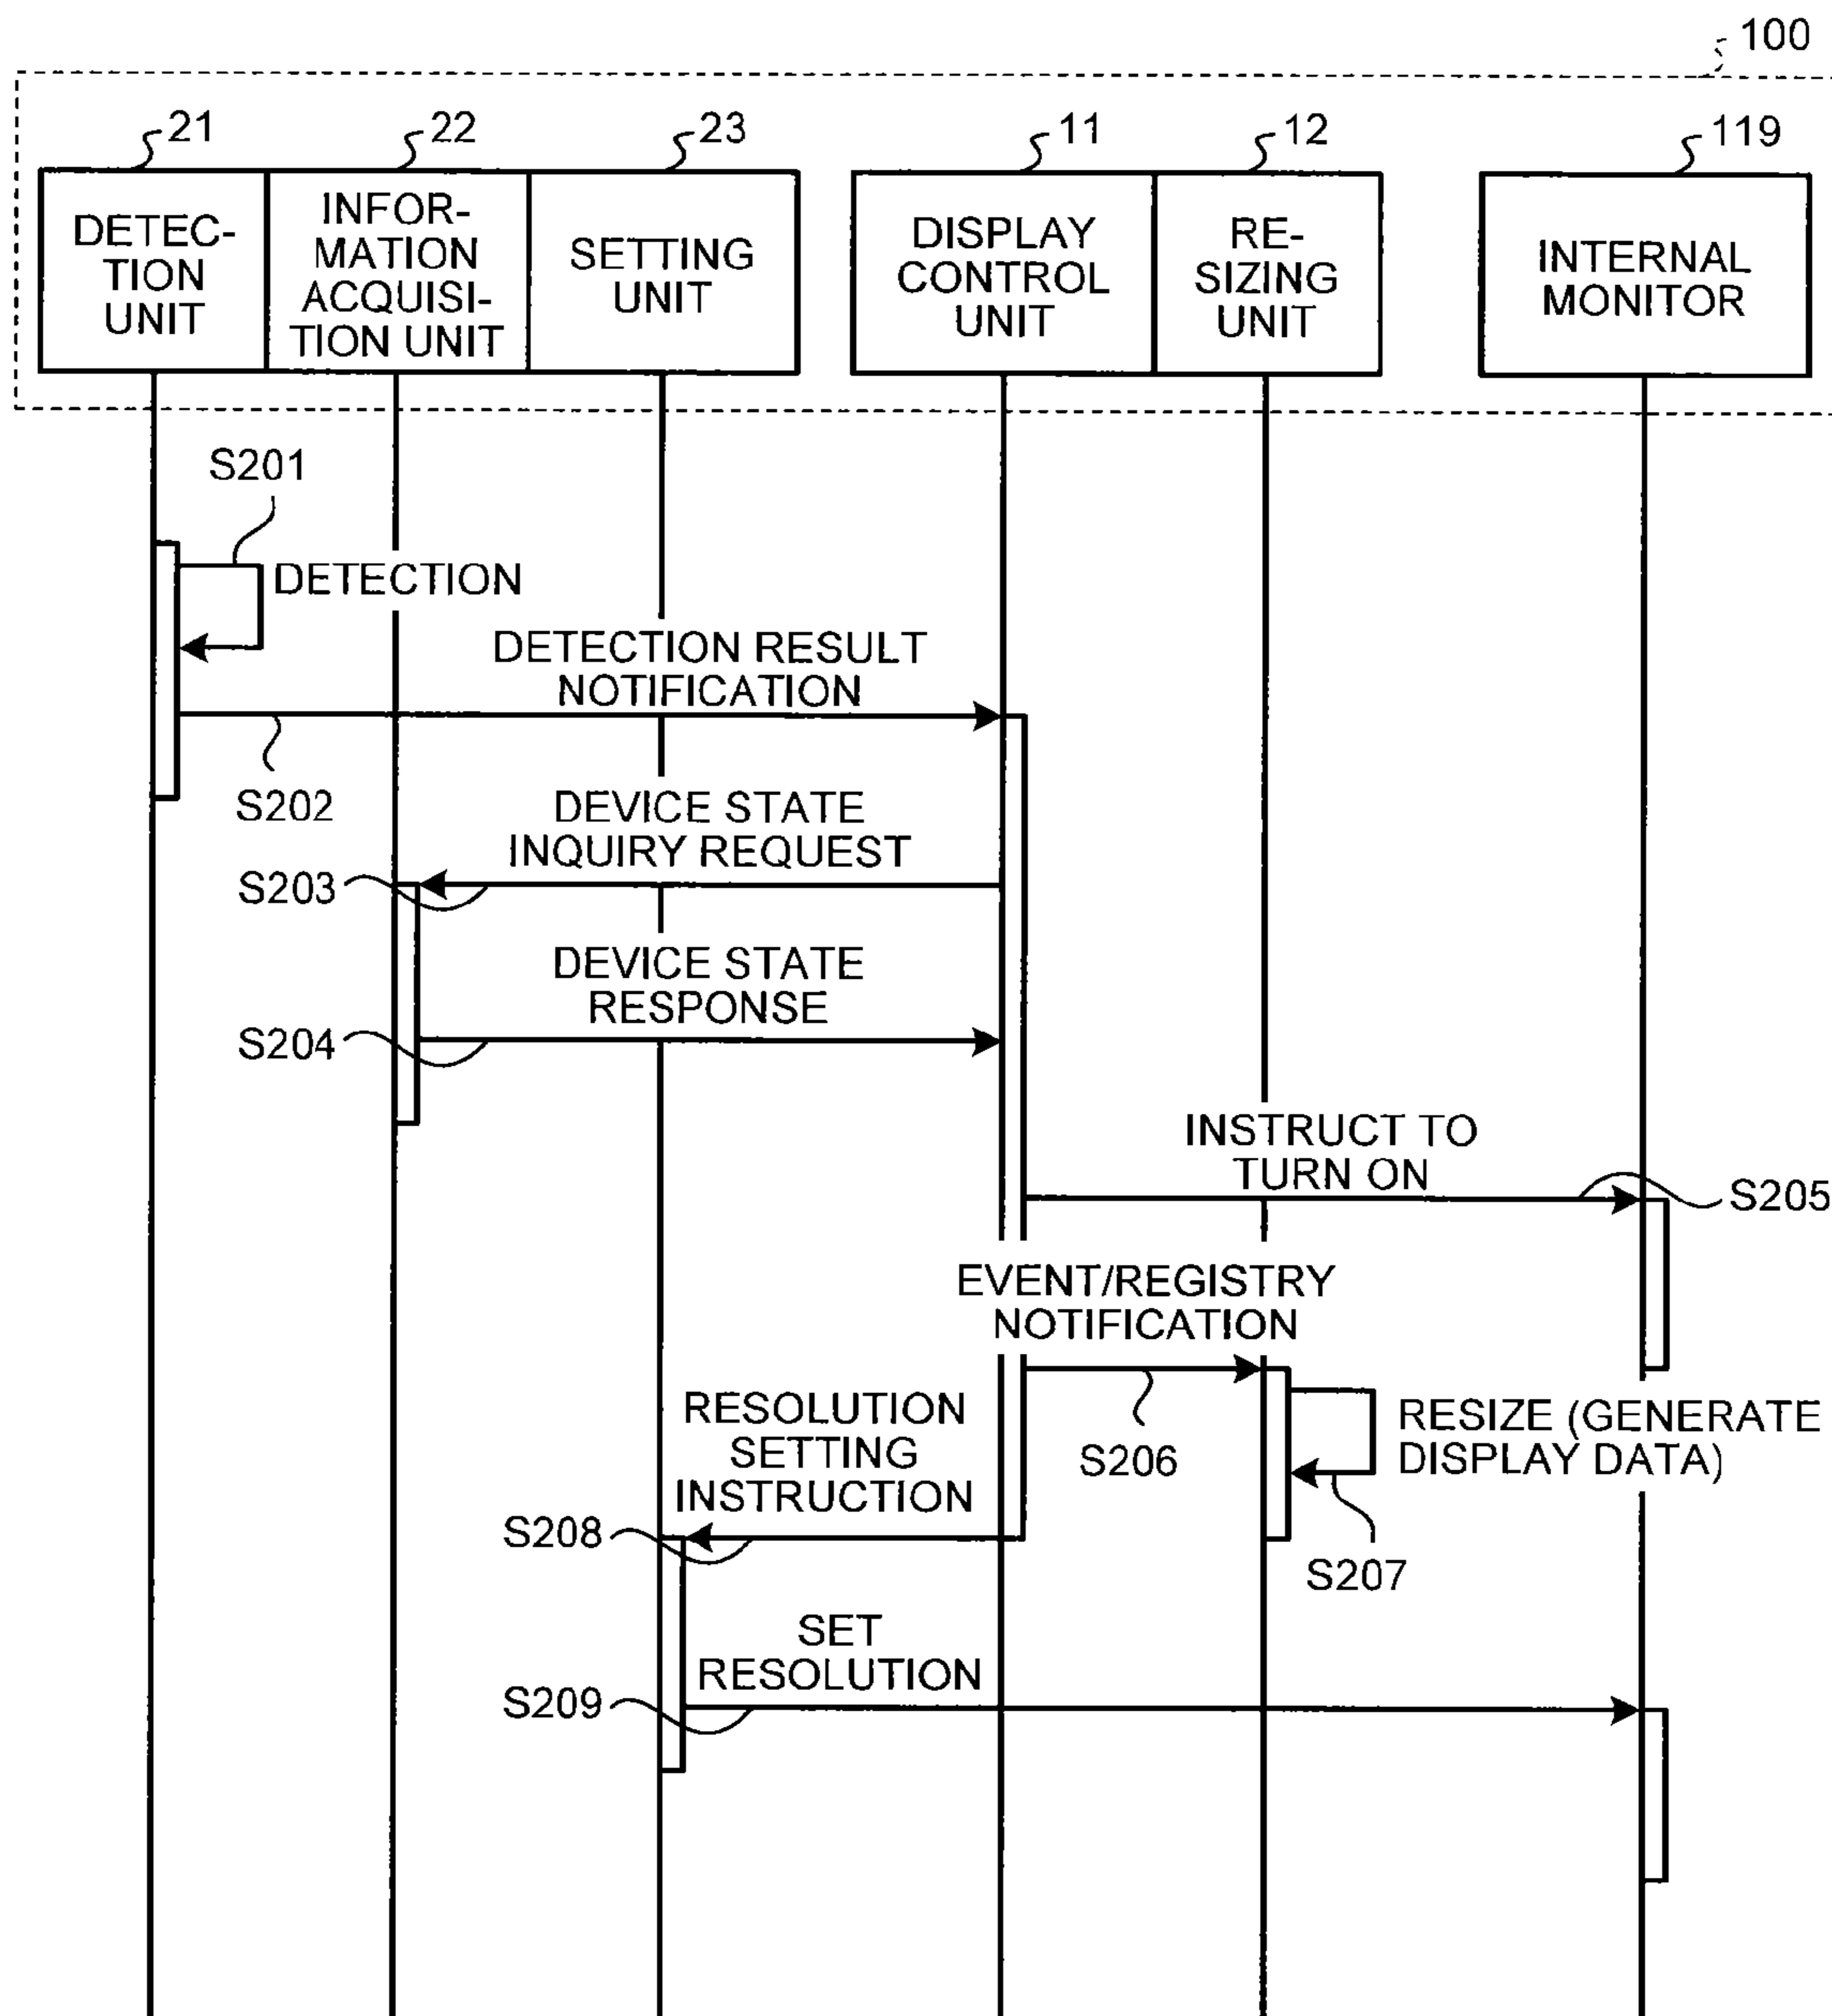 100
21
22
23
11
12
119
DETEC-
TION
UNIT
INFOR-
MATION
ACQUISI-
TION UNIT
SETTING
UNIT
DISPLAY
CONTROL
UNIT
RE-
SIZING
UNIT
INTERNAL
MONITOR
S201
DETECTION
DETECTION RESULT
NOTIFICATION
S202
DEVICE STATE
INQUIRY REQUEST
S203
DEVICE STATE
RESPONSE
S204
INSTRUCT TO
TURN ON
S205
EVENT/REGISTRY
NOTIFICATION
S206
RESIZE (GENERATE
DISPLAY DATA)
S207
RESOLUTION
SETTING
INSTRUCTION
S208
SET
RESOLUTION
S209